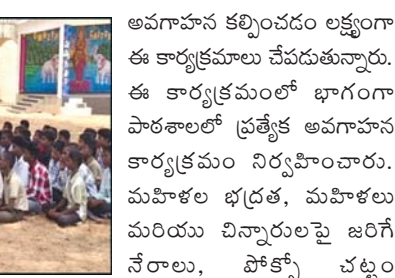 అవగాహన కల్పించడం లక్ష్యంగా
ఈ కార్యక్రమాలు చేపడుతున్నారు.
ఈ కార్యక్రమంలో భాగంగా
పాఠశాలలో ప్రత్యేక అవగాహన
కార్యక్రమం నిర్వహించారు.
మహిళల భద్రత, మహిళలు
మరియు చిన్నారులపై జరిగే
నేరాలు, పోక్సో చట్టం